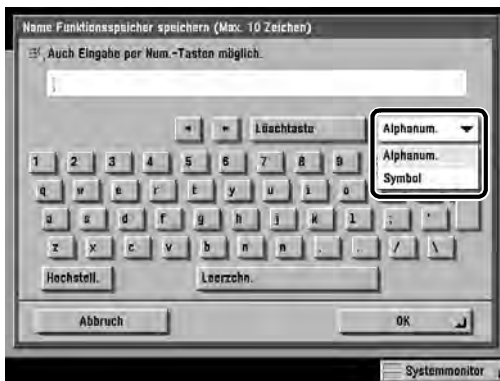 Name Funktionsspeicher speichern (Max. 10 Zeichen)
Auch Eingabe per Num.-Tasten möglich.
Löschtaste Alphanum.
Alphanum.
Symbol
1 2 3 4 5 6 7 8 9
q w e r t y u i o
a s d f g h j k l ; '
z x c v b n m , . / \
Hochstell. Leerzchn.
Abbruch OK
Systemmonitor